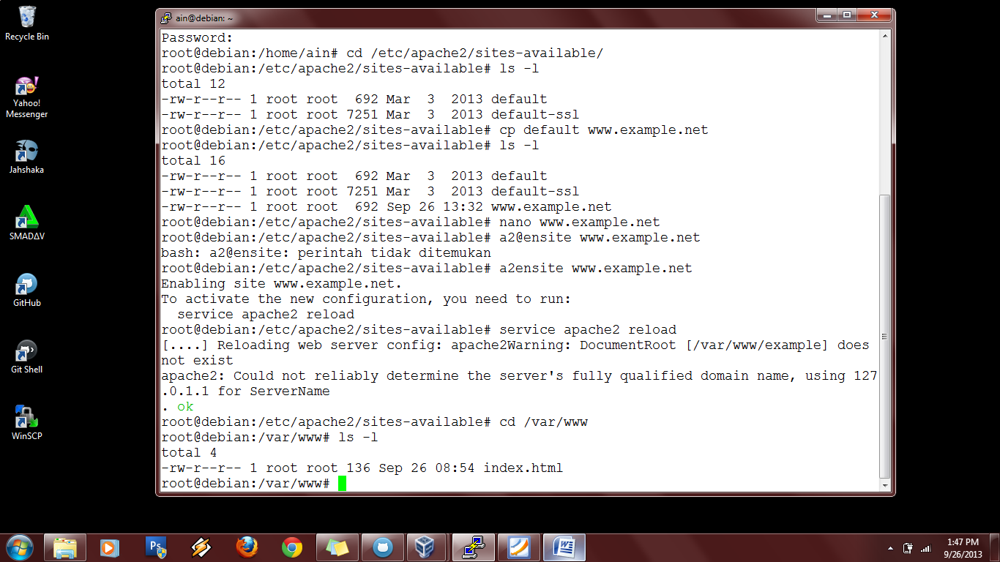 Recycle Bin
Yahoo!
Messenger
Jahshaka
SMADΔV
GitHub
Git Shell
WinSCP
ain@debian: ~
Password:
root@debian:/home/ain# cd /etc/apache2/sites-available/
root@debian:/etc/apache2/sites-available# ls -l
total 12
-rw-r--r-- 1 root root  692 Mar  3  2013 default
-rw-r--r-- 1 root root 7251 Mar  3  2013 default-ssl
root@debian:/etc/apache2/sites-available# cp default www.example.net
root@debian:/etc/apache2/sites-available# ls -l
total 16
-rw-r--r-- 1 root root  692 Mar  3  2013 default
-rw-r--r-- 1 root root 7251 Mar  3  2013 default-ssl
-rw-r--r-- 1 root root  692 Sep 26 13:32 www.example.net
root@debian:/etc/apache2/sites-available# nano www.example.net
root@debian:/etc/apache2/sites-available# a2@ensite www.example.net
bash: a2@ensite: perintah tidak ditemukan
root@debian:/etc/apache2/sites-available# a2ensite www.example.net
Enabling site www.example.net.
To activate the new configuration, you need to run:
  service apache2 reload
root@debian:/etc/apache2/sites-available# service apache2 reload
[....] Reloading web server config: apache2Warning: DocumentRoot [/var/www/example] does
not exist
apache2: Could not reliably determine the server's fully qualified domain name, using 127
.0.1.1 for ServerName
. ok
root@debian:/etc/apache2/sites-available# cd /var/www
root@debian:/var/www# ls -l
total 4
-rw-r--r-- 1 root root 136 Sep 26 08:54 index.html
root@debian:/var/www#
Ps
W
1:47 PM
9/26/2013